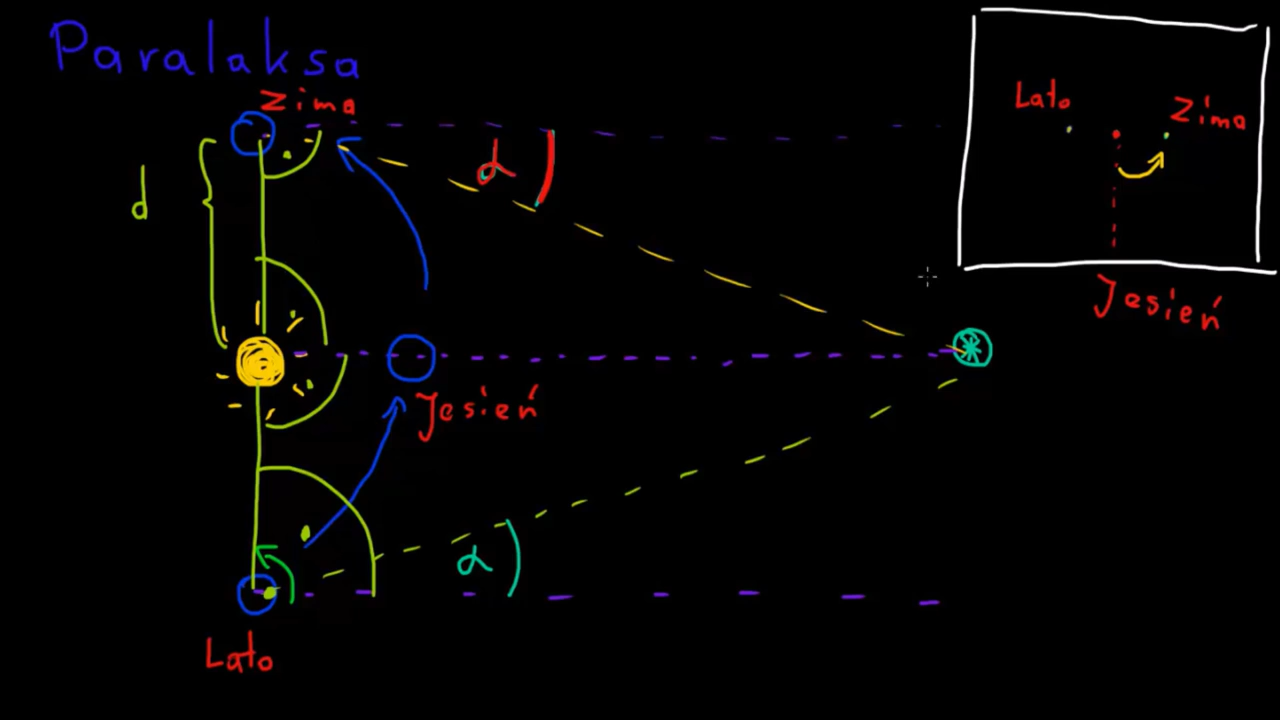 Paralaksa
Zima
d
α
Jesień
α
Lato
Lato
Zima
Jesień